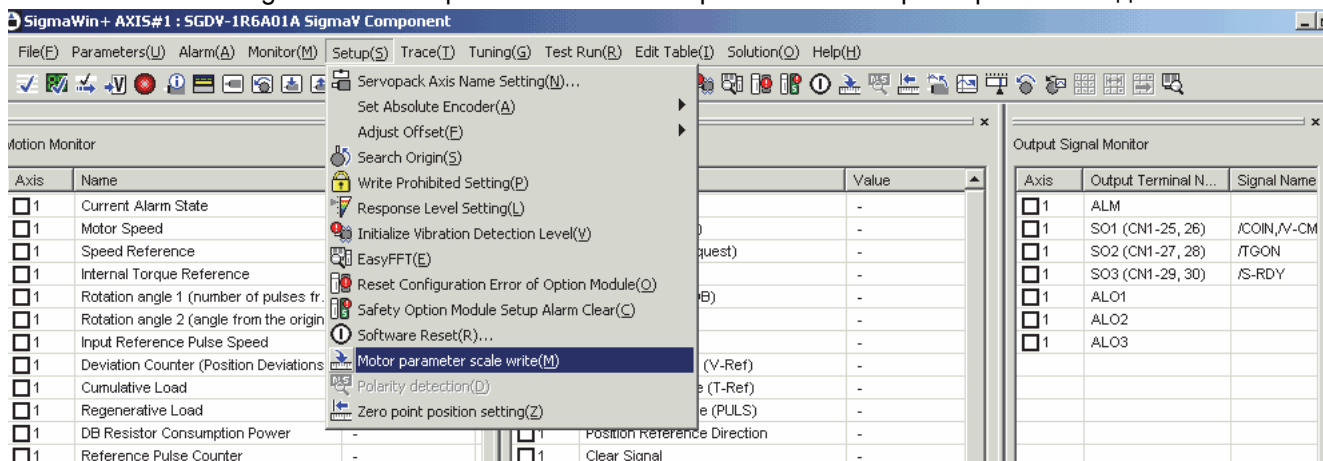 SigmaWin+ AXIS#1 : SGDV-1R6A01A SigmaV Component
File(F) Parameters(U) Alarm(A) Monitor(M) Setup(S) Trace(T) Tuning(G) Test Run(R) Edit Table(I) Solution(O) Help(H)
Servopack Axis Name Setting(N)...
Set Absolute Encoder(A)
Adjust Offset(F)
Search Origin(S)
Write Prohibited Setting(P)
Response Level Setting(L)
Initialize Vibration Detection Level(V)
EasyFFT(E)
Reset Configuration Error of Option Module(O)
Safety Option Module Setup Alarm Clear(C)
Software Reset(R)...
Motor parameter scale write(M)
Polarity detection(D)
Zero point position setting(Z)
Motion Monitor
Axis Name
1 Current Alarm State
1 Motor Speed
1 Speed Reference
1 Internal Torque Reference
1 Rotation angle 1 (number of pulses fr.
1 Rotation angle 2 (angle from the origin
1 Input Reference Pulse Speed
1 Deviation Counter (Position Deviations
1 Cumulative Load
1 Regenerative Load
1 DB Resistor Consumption Power -
1 Reference Pulse Counter -
Value
-
-
quest) -
-
-
-
-
(V-Ref) -
(T-Ref) -
(PULS) -
1 Position Reference Direction -
1 Clear Signal -
Output Signal Monitor
Axis Output Terminal N... Signal Name
1 ALM
1 SO1 (CN1-25, 26) /COIN,/V-CM
1 SO2 (CN1-27, 28) /TGON
1 SO3 (CN1-29, 30) /S-RDY
1 ALO1
1 ALO2
1 ALO3